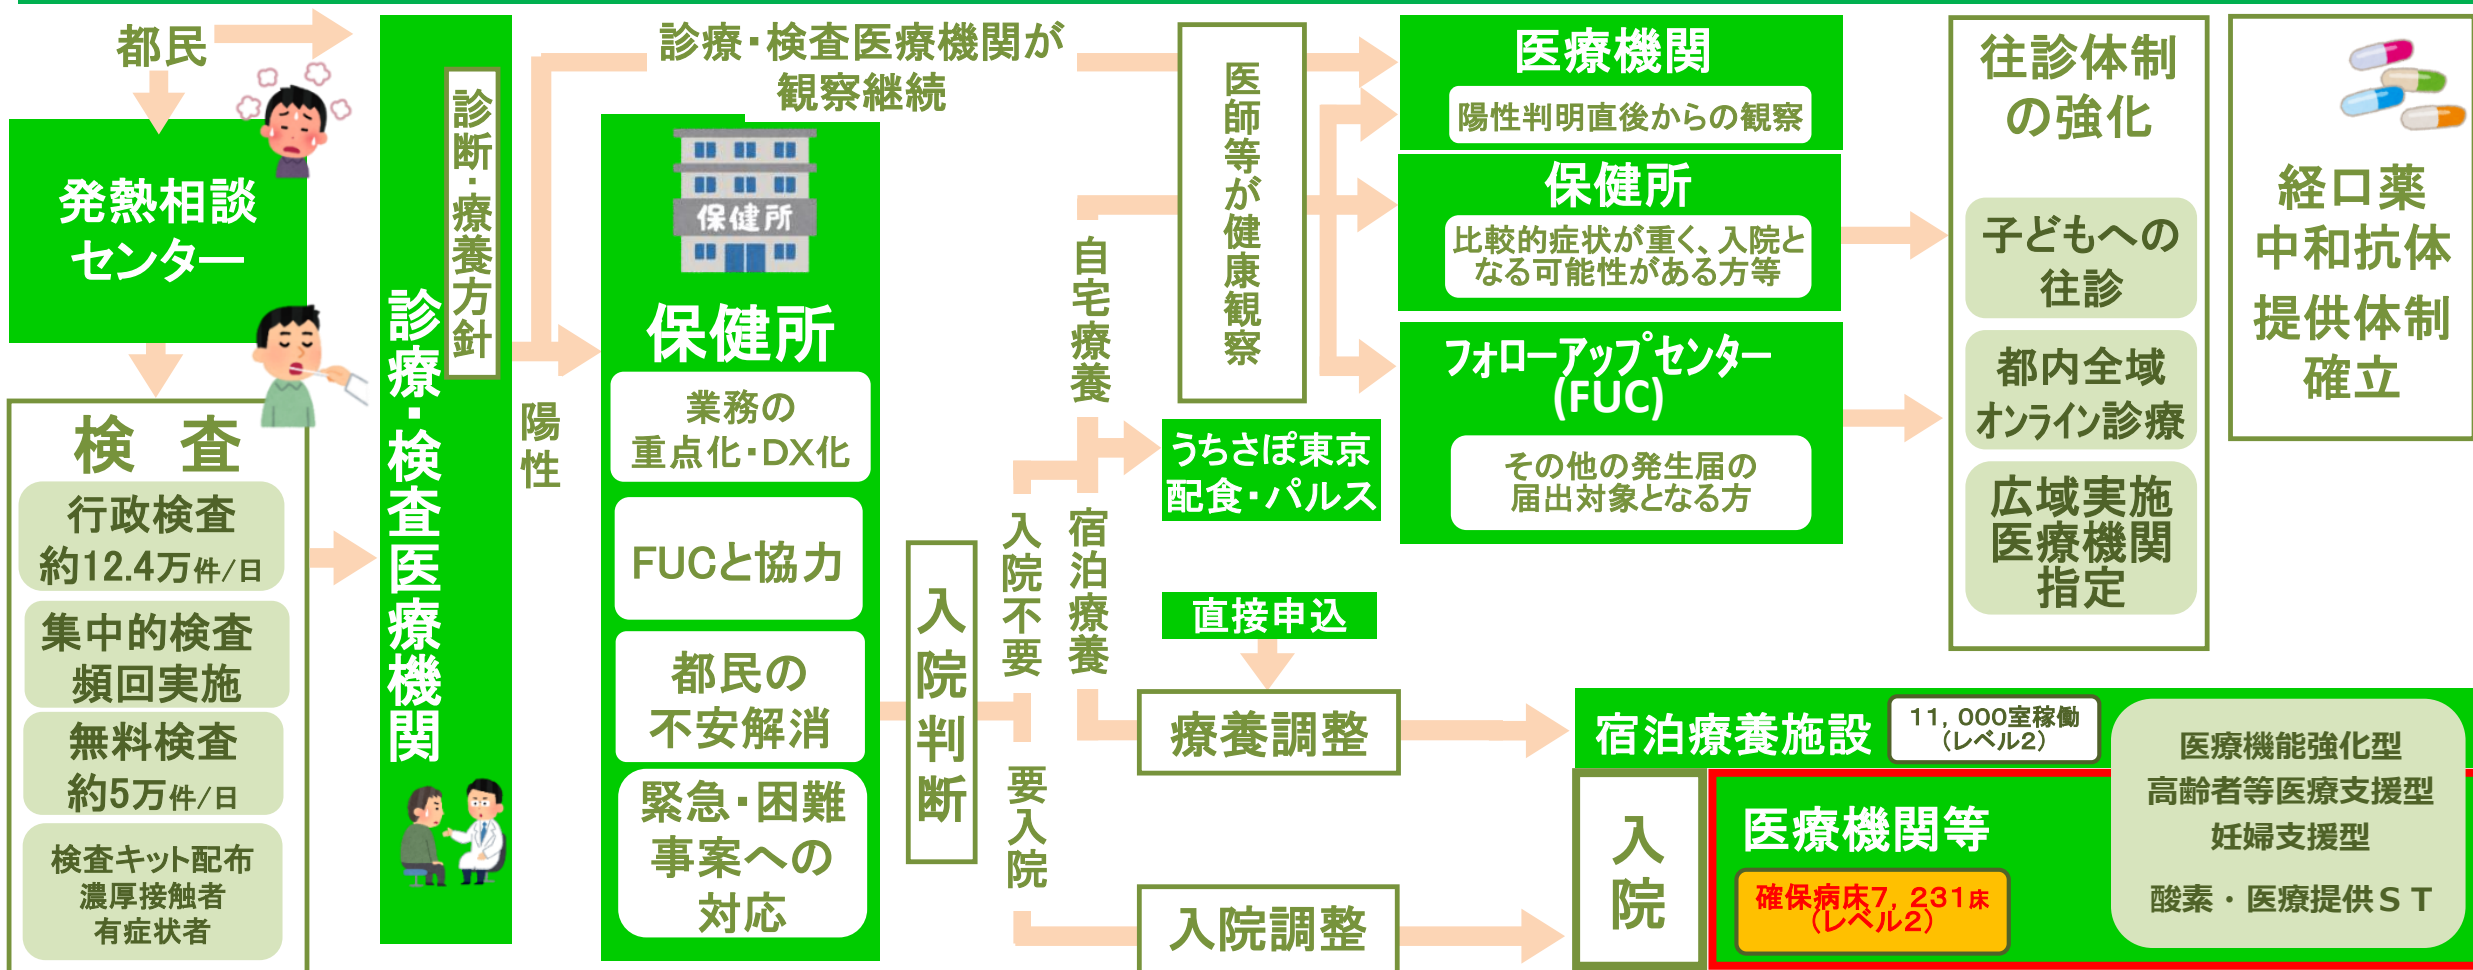 都民
発熱相談
センター
検 査
行政検査
約12.4万件/日
集中的検査
頻回実施
無料検査
約5万件/日
検査キット配布
濃厚接触者
有症状者
診療・検査医療機関
診断・療養方針
陽性
診療・検査医療機関が
観察継続
保健所
保健所
業務の
重点化・DX化
FUCと協力
都民の
不安解消
緊急・困難
事案への
対応
入院判断
入院不要
要入院
自宅療養
宿泊療養
医師等が健康観察
うちさぽ東京
配食・パルス
直接申込
療養調整
入院調整
医療機関
陽性判明直後からの観察
保健所
比較的症状が重く、入院と
なる可能性がある方等
フォローアップセンター
(FUC)
その他の発生届の
届出対象となる方
往診体制
の強化
子どもへの
往診
都内全域
オンライン診療
広域実施
医療機関
指定
経口薬
中和抗体
提供体制
確立
宿泊療養施設
11,000室稼働
(レベル2)
入院
医療機関等
確保病床7,231床
(レベル2)
医療機能強化型
高齢者等医療支援型
妊婦支援型
酸素・医療提供ST